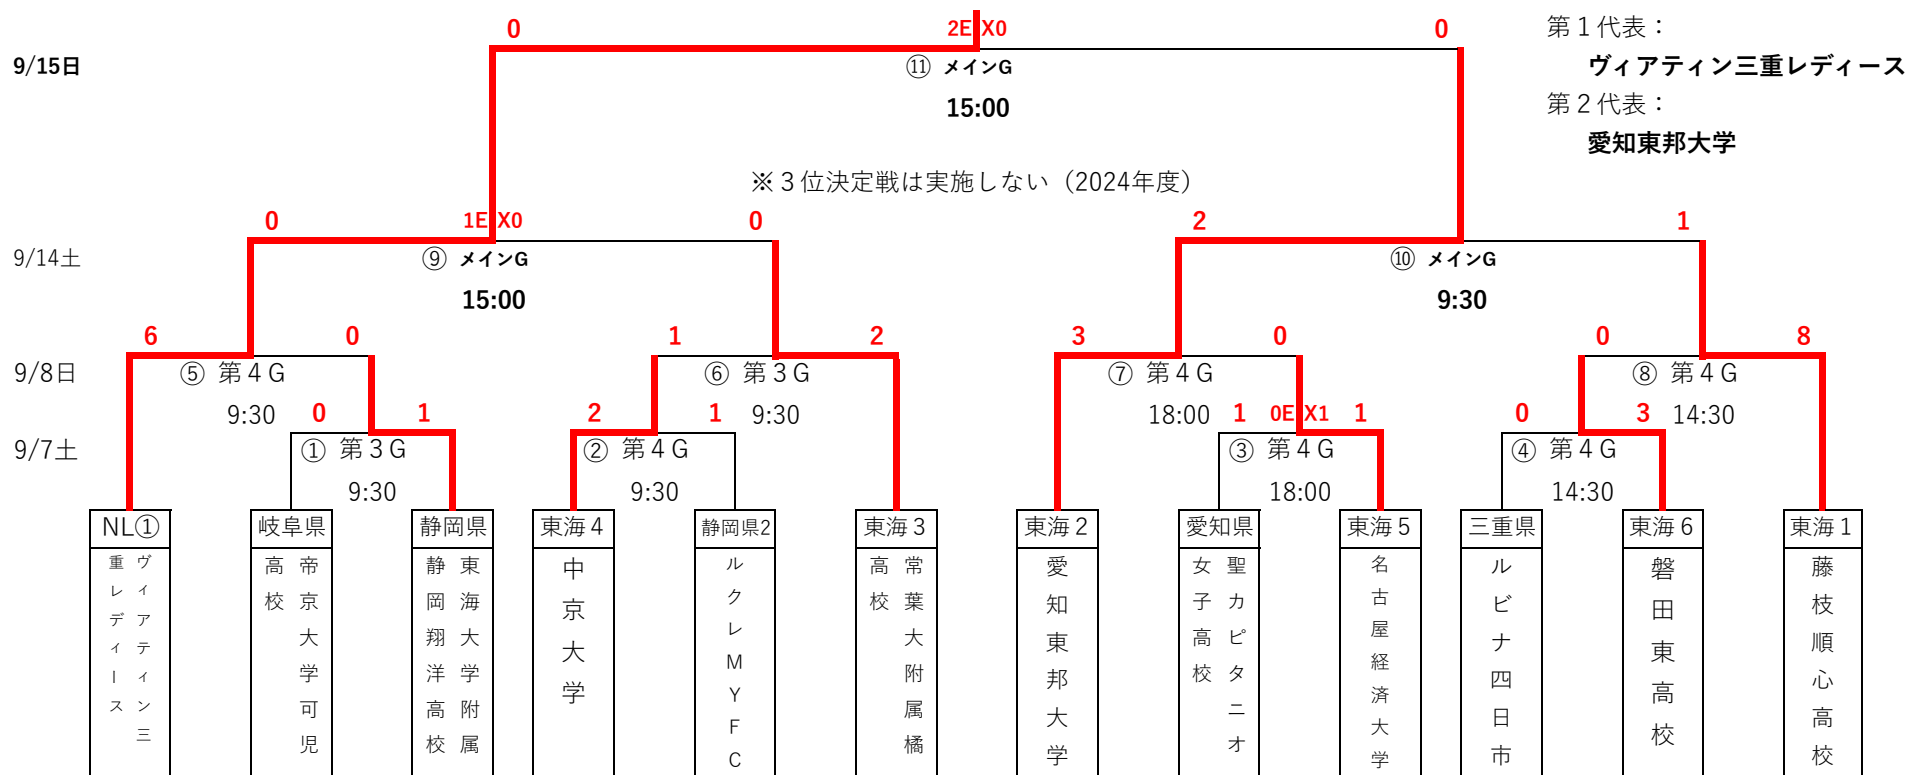 0
2E X0
0
第１代表：
9/15日
⑪ メインG
ヴィアティン三重レディース
15:00
第２代表：
愛知東邦大学
※３位決定戦は実施しない（2024年度）
0
1E X0
0
2
1
9/14土
⑨ メインG
⑩ メインG
15:00
9:30
6
0
1
2
3
0
0
8
9/8日
⑤ 第４G
⑥ 第３G
⑦ 第４G
⑧ 第４G
9:30
0
1
2
1
9:30
18:00
1
0E X1
1
0
3
14:30
9/7土
① 第３G
② 第４G
③ 第４G
④ 第４G
9:30
9:30
18:00
14:30
NL①
岐阜県
静岡県
東海４
静岡県2
東海３
東海２
愛知県
東海５
三重県
東海６
東海１
ヴィアティン三
重レディース
帝京大学可児
高校
東海大学附属
静岡翔洋高校
中京大学
ルクレMYFC
常葉大附属橘
高校
愛知東邦大学
聖カピタニオ
女子高校
名古屋経済大学
ルビナ四日市
磐田東高校
藤枝順心高校